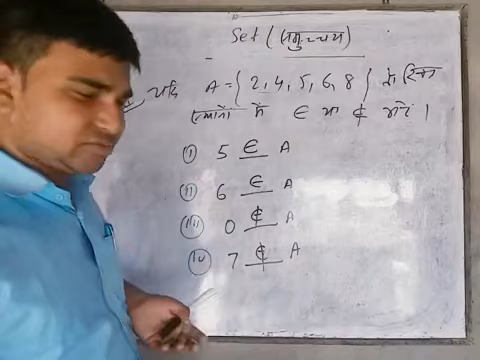 Set (समुच्चय)
यदि A = { 2, 4, 5, 6, 8 } तो रिक्त
स्थानों में ∈ या ∉ भरें ।
(i) 5 ∈ A
(ii) 6 ∈ A
(iii) 0 ∉ A
(iv) 7 ∉ A